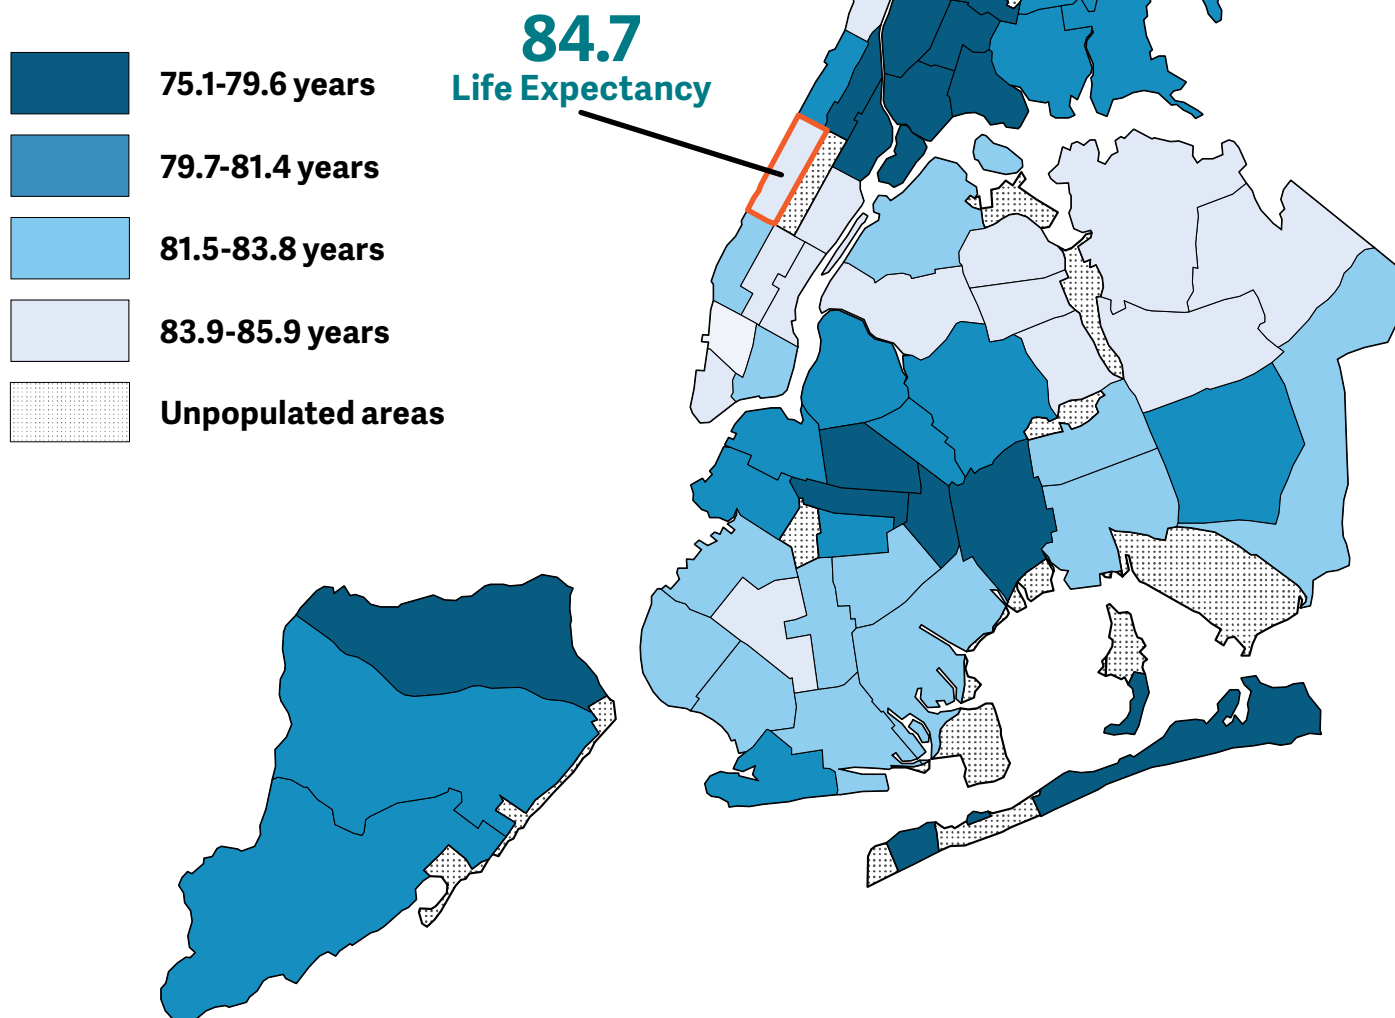 84.7
Life Expectancy
75.1-79.6 years
79.7-81.4 years
81.5-83.8 years
83.9-85.9 years
Unpopulated areas